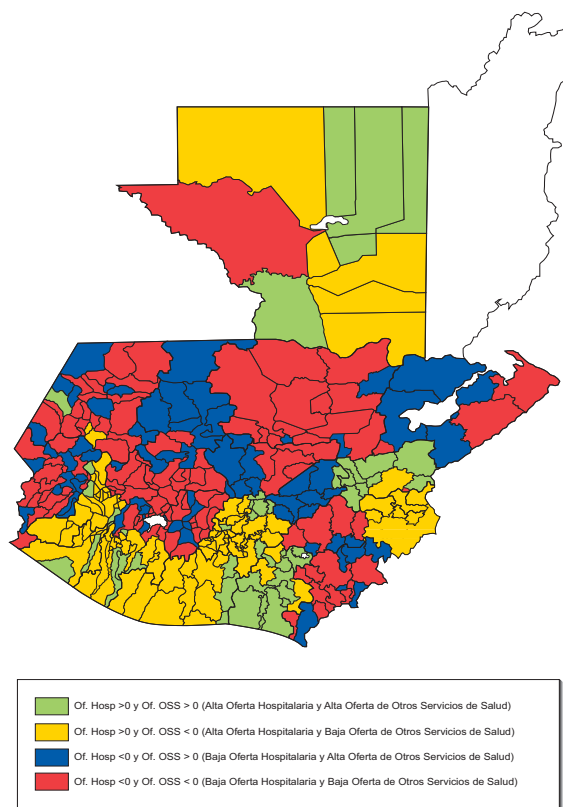 Of. Hosp >0 y Of. OSS > 0 (Alta Oferta Hospitalaria y Alta Oferta de Otros Servicios de Salud)
Of. Hosp >0 y Of. OSS < 0 (Alta Oferta Hospitalaria y Baja Oferta de Otros Servicios de Salud)
Of. Hosp <0 y Of. OSS > 0 (Baja Oferta Hospitalaria y Alta Oferta de Otros Servicios de Salud)
Of. Hosp <0 y Of. OSS < 0 (Baja Oferta Hospitalaria y Baja Oferta de Otros Servicios de Salud)